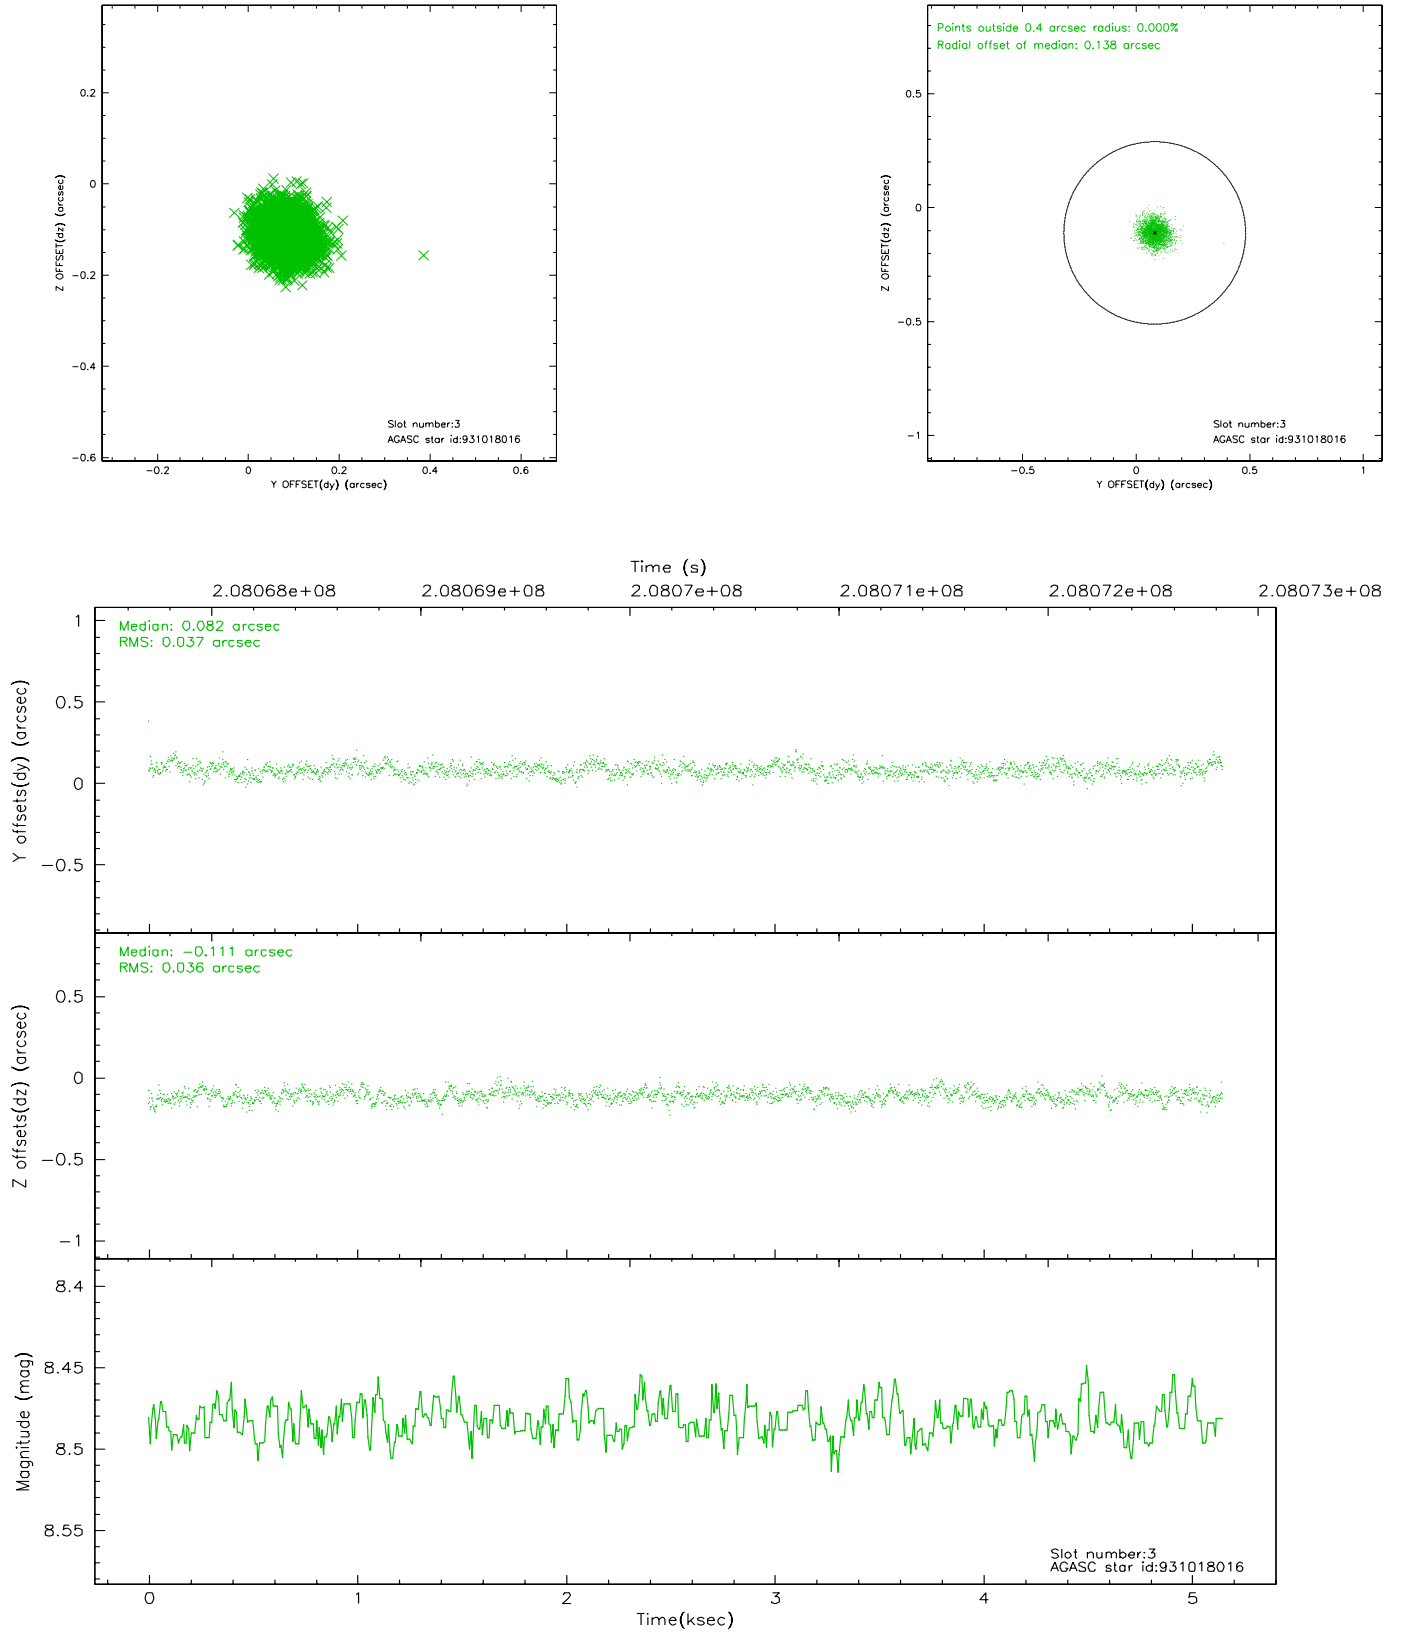 0.2
0
-0.2
-0.4
-0.6
Z OFFSET(dz) (arcsec)
Slot number:3
AGASC star id:931018016
-0.2 0 0.2 0.4 0.6
Y OFFSET(dy) (arcsec)
Points outside 0.4 arcsec radius: 0.000%
Radial offset of median: 0.138 arcsec
0.5
0
-0.5
-1
Z OFFSET(dz) (arcsec)
Slot number:3
AGASC star id:931018016
-0.5 0 0.5 1
Y OFFSET(dy) (arcsec)
Time (s)
2.08068e+08 2.08069e+08 2.0807e+08 2.08071e+08 2.08072e+08 2.08073e+08
Median: 0.082 arcsec
RMS: 0.037 arcsec
1
0.5
0
-0.5
Y offsets(dy) (arcsec)
Median: -0.111 arcsec
RMS: 0.036 arcsec
0.5
0
-0.5
-1
Z offsets(dz) (arcsec)
8.4
8.45
8.5
8.55
Magnitude (mag)
Slot number:3
AGASC star id:931018016
0 1 2 3 4 5
Time(ksec)